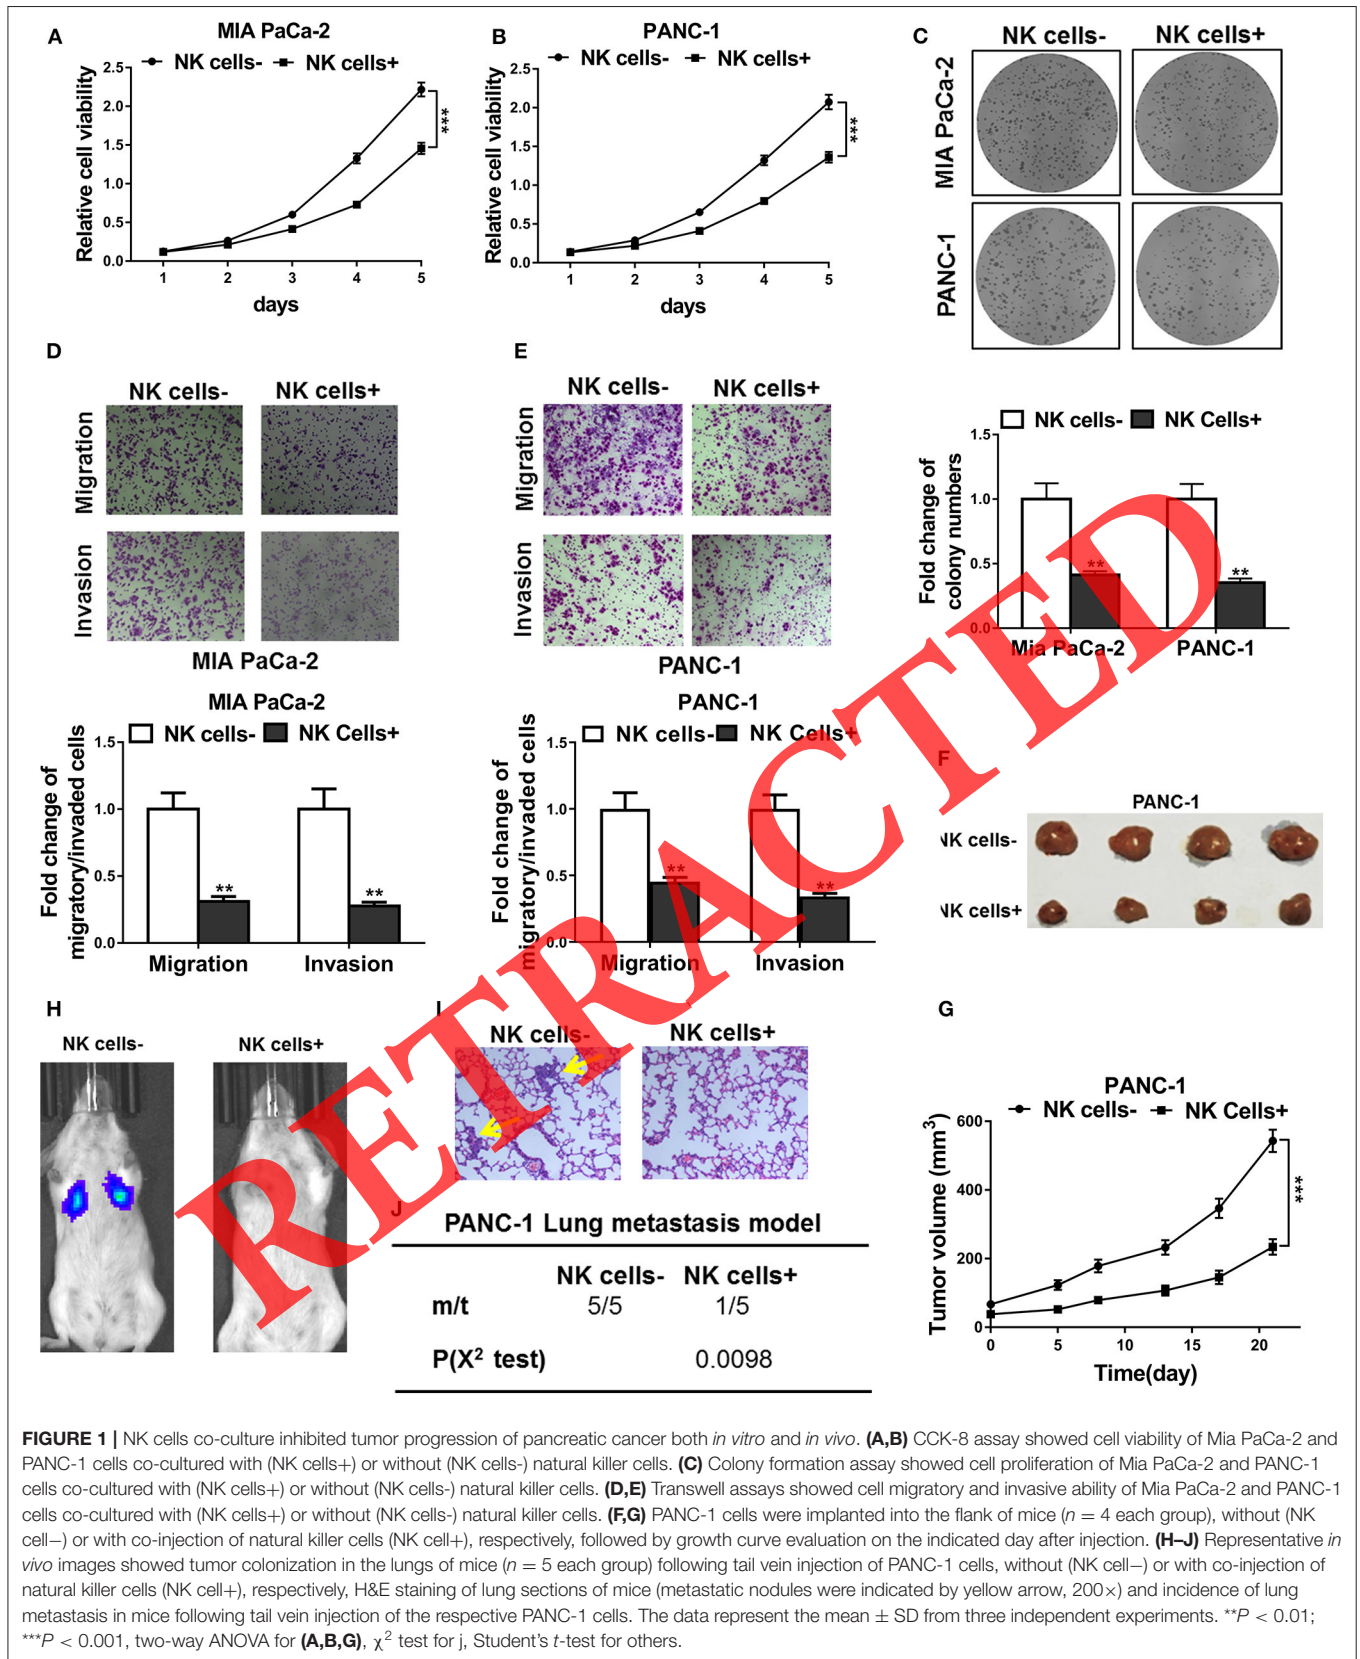 A
MIA PaCa-2
NK cells- NK cells+
Relative cell viability
2.5
2.0
1.5
1.0
0.5
0.0
***
1 2 3 4 5
days
B
PANC-1
NK cells- NK cells+
Relative cell viability
2.5
2.0
1.5
1.0
0.5
0.0
***
1 2 3 4 5
days
C
NK cells- NK cells+
MIA PaCa-2
PANC-1
NK cells- NK Cells+
Fold change of
colony numbers
1.5
1.0
0.5
0.0
** **
Mia PaCa-2 PANC-1
D
NK cells- NK cells+
Migration
Invasion
MIA PaCa-2
MIA PaCa-2
NK cells- NK Cells+
Fold change of
migratory/invaded cells
1.5
1.0
0.5
0.0
** **
Migration Invasion
E
NK cells- NK cells+
Migration
Invasion
PANC-1
PANC-1
NK cells- NK Cells+
Fold change of
migratory/invaded cells
1.5
1.0
0.5
0.0
** **
Migration Invasion
F
PANC-1
NK cells-
NK cells+
H
NK cells- NK cells+
I
NK cells- NK cells+
J
PANC-1 Lung metastasis model
NK cells- NK cells+
m/t 5/5 1/5
P(X² test) 0.0098
G
PANC-1
NK cells- NK Cells+
Tumor volume (mm³)
600
400
200
0
***
0 5 10 15 20
Time(day)
RETRACTED
FIGURE 1 | NK cells co-culture inhibited tumor progression of pancreatic cancer both in vitro and in vivo. (A,B) CCK-8 assay showed cell viability of Mia PaCa-2 and
PANC-1 cells co-cultured with (NK cells+) or without (NK cells-) natural killer cells. (C) Colony formation assay showed cell proliferation of Mia PaCa-2 and PANC-1
cells co-cultured with (NK cells+) or without (NK cells-) natural killer cells. (D,E) Transwell assays showed cell migratory and invasive ability of Mia PaCa-2 and PANC-1
cells co-cultured with (NK cells+) or without (NK cells-) natural killer cells. (F,G) PANC-1 cells were implanted into the flank of mice (n = 4 each group), without (NK
cell−) or with co-injection of natural killer cells (NK cell+), respectively, followed by growth curve evaluation on the indicated day after injection. (H–J) Representative in
vivo images showed tumor colonization in the lungs of mice (n = 5 each group) following tail vein injection of PANC-1 cells, without (NK cell−) or with co-injection of
natural killer cells (NK cell+), respectively, H&E staining of lung sections of mice (metastatic nodules were indicated by yellow arrow, 200×) and incidence of lung
metastasis in mice following tail vein injection of the respective PANC-1 cells. The data represent the mean ± SD from three independent experiments. **P < 0.01;
***P < 0.001, two-way ANOVA for (A,B,G), χ² test for j, Student's t-test for others.